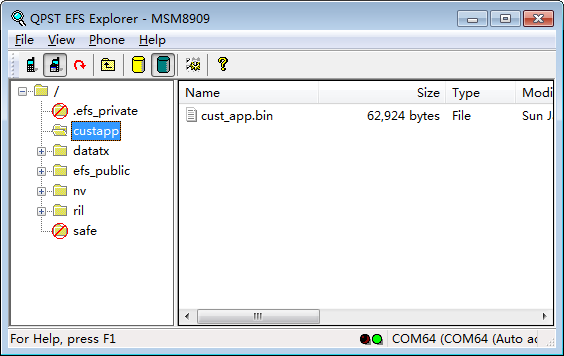 QPST EFS Explorer - MSM8909
File View Phone Help
/
.efs_private
custapp
datatx
efs_public
nv
ril
safe
Name Size Type Modi
cust_app.bin 62,924 bytes File Sun J
For Help, press F1
COM64 (COM64 (Auto ad